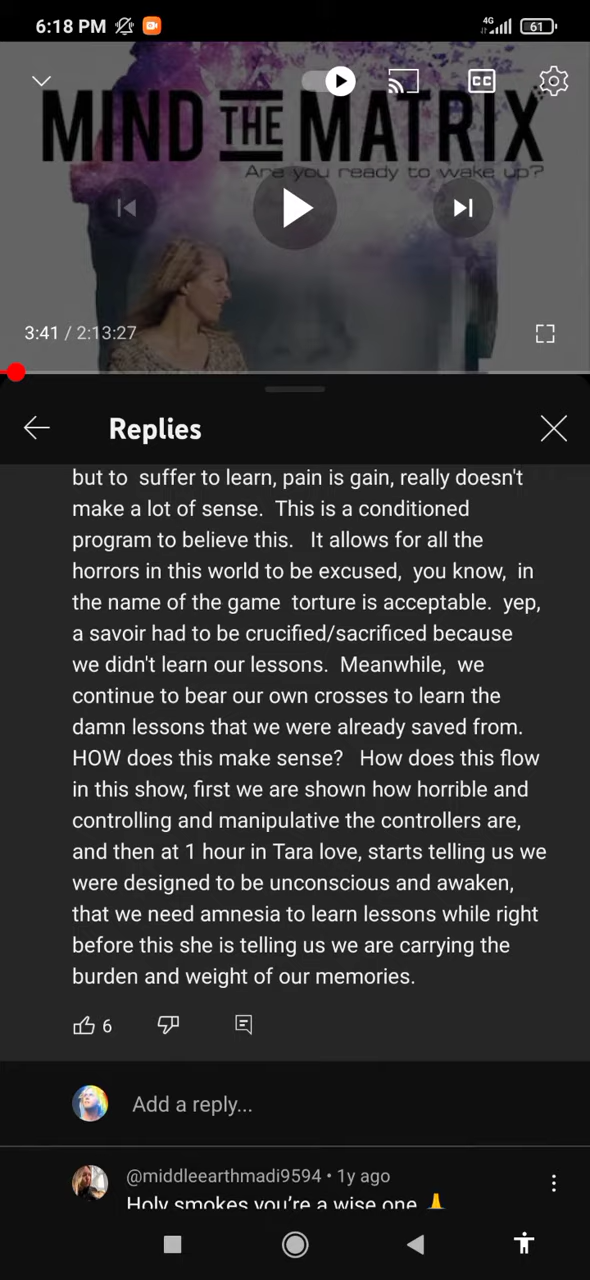 6:18 PM
4G
61
MIND THE MATRIX
Are you ready to wake up?
CC
3:41 / 2:13:27
Replies
but to  suffer to learn, pain is gain, really doesn't
make a lot of sense.  This is a conditioned
program to believe this.   It allows for all the
horrors in this world to be excused,  you know,  in
the name of the game  torture is acceptable.  yep,
a savoir had to be crucified/sacrificed because
we didn't learn our lessons.  Meanwhile,  we
continue to bear our own crosses to learn the
damn lessons that we were already saved from.
HOW does this make sense?   How does this flow
in this show, first we are shown how horrible and
controlling and manipulative the controllers are,
and then at 1 hour in Tara love, starts telling us we
were designed to be unconscious and awaken,
that we need amnesia to learn lessons while right
before this she is telling us we are carrying the
burden and weight of our memories.
6
Add a reply...
@middleearthmadi9594 • 1y ago
Holy smokes you’re a wise one 🙏